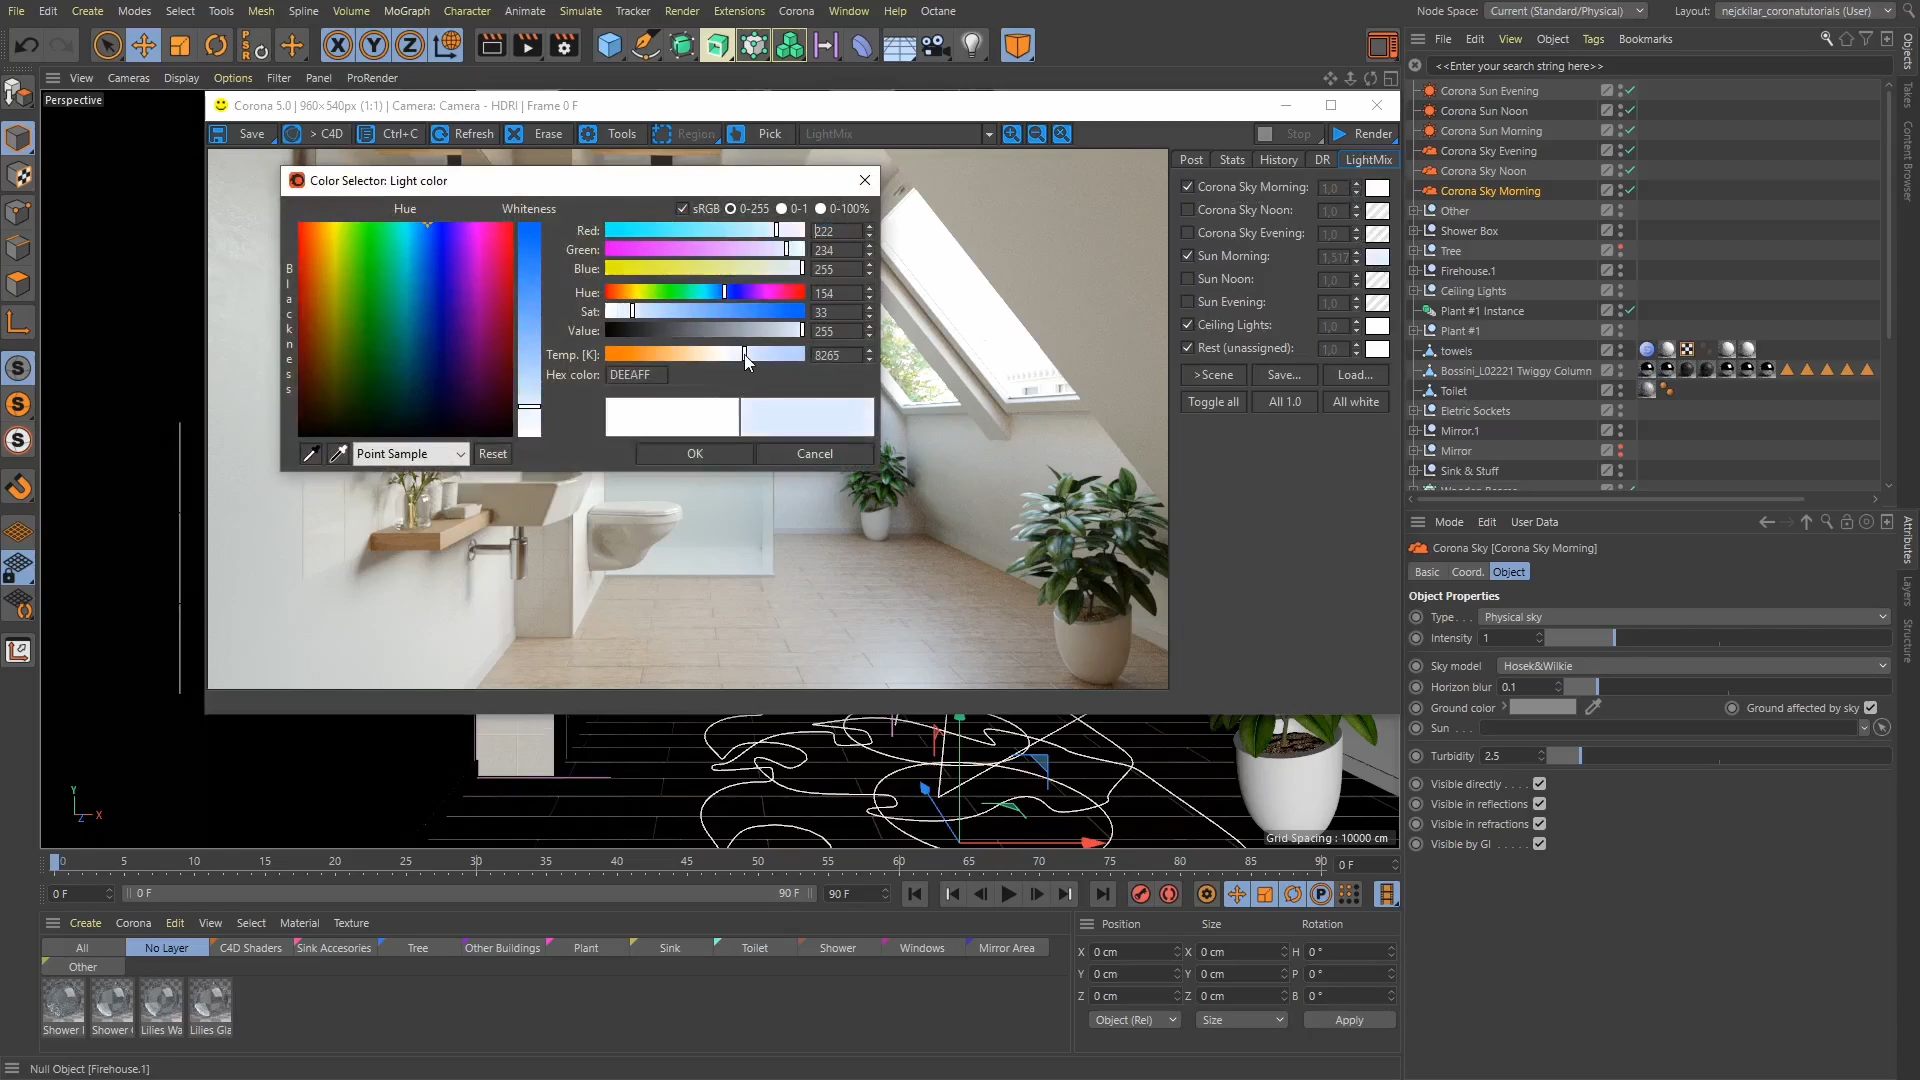 File Edit Create Modes Select Tools Mesh Spline Volume MoGraph Character Animate Simulate Tracker Render Extensions Corona Window Help Octane
Node Space: Current (Standard/Physical) Layout: nejckilar_coronatutorials (User)
PSR
X Y Z
File Edit View Object Tags Bookmarks
<<Enter your search string here>>
View Cameras Display Options Filter Panel ProRender
Perspective
Corona 5.0 | 960×540px (1:1) | Camera: Camera - HDRI | Frame 0 F
Save > C4D Ctrl+C Refresh Erase Tools Region Pick LightMix Stop Render
Post Stats History DR LightMix
Corona Sky Morning: 1,0
Corona Sky Noon: 1,0
Corona Sky Evening: 1,0
Sun Morning: 1,517
Sun Noon: 1,0
Sun Evening: 1,0
Ceiling Lights: 1,0
Rest (unassigned): 1,0
>Scene Save... Load...
Toggle all All 1.0 All white
Color Selector: Light color
Hue Whiteness sRGB 0-255 0-1 0-100%
Blackness
Red: 222
Green: 234
Blue: 255
Hue: 154
Sat: 33
Value: 255
Temp. [K]: 8265
Hex color: DEEAFF
Point Sample Reset OK Cancel
Corona Sun Evening
Corona Sun Noon
Corona Sun Morning
Corona Sky Evening
Corona Sky Noon
Corona Sky Morning
Other
Shower Box
Tree
Firehouse.1
Ceiling Lights
Plant #1 Instance
Plant #1
towels
Bossini_L02221 Twiggy Column
Toilet
Eletric Sockets
Mirror.1
Mirror
Sink & Stuff
Objects
Takes
Content Browser
Mode Edit User Data
Corona Sky [Corona Sky Morning]
Basic Coord. Object
Object Properties
Type . . . Physical sky
Intensity 1
Sky model Hosek&Wilkie
Horizon blur 0.1
Ground color Ground affected by sky
Sun . . .
Turbidity 2.5
Visible directly . . . .
Visible in reflections
Visible in refractions
Visible by GI . . . . .
Attributes
Layers
Structure
Y
Z X
Grid Spacing : 10000 cm
0 5 10 15 20 25 30 35 40 45 50 55 60 65 70 75 80 85 90 0 F
0 F 0 F 90 F 90 F
Create Corona Edit View Select Material Texture
All No Layer C4D Shaders Sink Accesories Tree Other Buildings Plant Sink Toilet Shower Windows Mirror Area
Other
Shower Shower Lilies Wa Lilies Gla
Position Size Rotation
X 0 cm X 0 cm H 0 °
Y 0 cm Y 0 cm P 0 °
Z 0 cm Z 0 cm B 0 °
Object (Rel) Size Apply
Null Object [Firehouse.1]